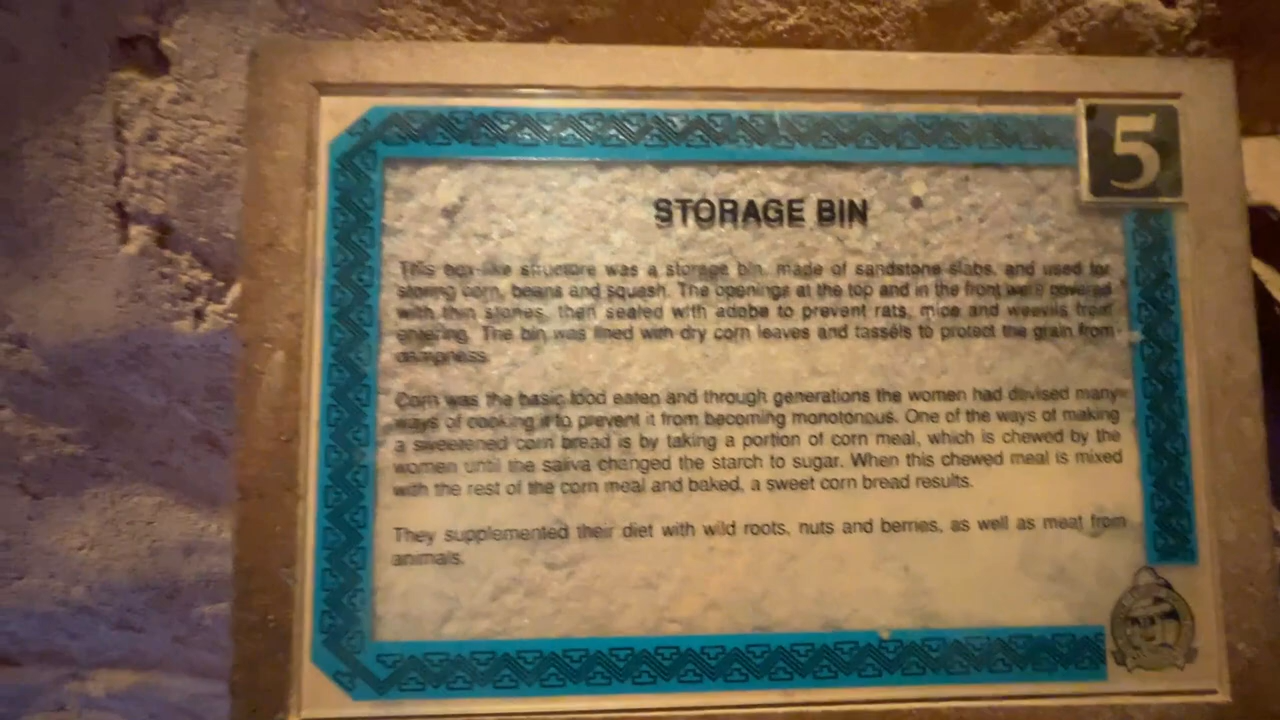 5
STORAGE BIN
This box-like structure was a storage bin, made of sandstone slabs, and used for
storing corn, beans and squash. The openings at the top and in the front were covered
with thin stones, then sealed with adobe to prevent rats, mice and weevils from
entering. The bin was lined with dry corn leaves and tassels to protect the grain from
dampness.
Corn was the basic food eaten and through generations the women had devised many
ways of cooking it to prevent it from becoming monotonous. One of the ways of making
a sweetened corn bread is by taking a portion of corn meal, which is chewed by the
women until the saliva changed the starch to sugar. When this chewed meal is mixed
with the rest of the corn meal and baked, a sweet corn bread results.
They supplemented their diet with wild roots, nuts and berries, as well as meat from
animals.